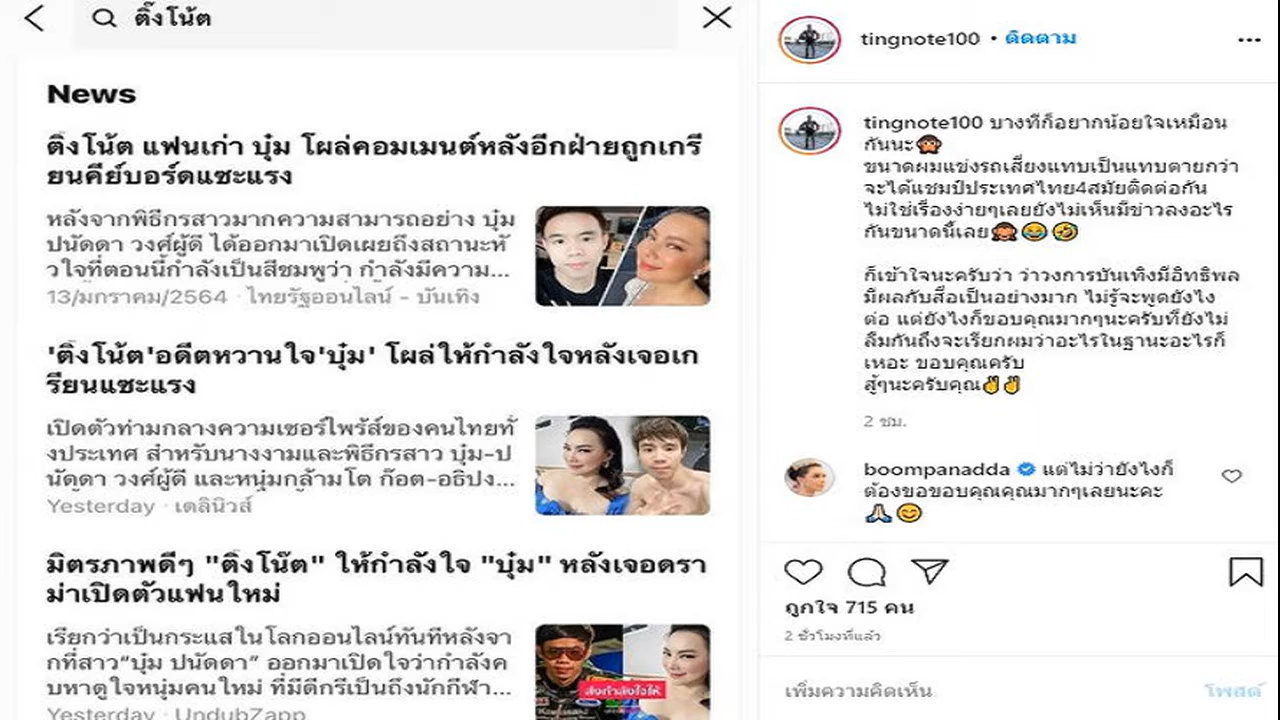 ติ๊งโน้ต
News
ติ๊งโน้ต แฟนเก่า บุ๋ม โผล่คอมเมนต์หลังอีกฝ่ายถูกเกรี
ยนคีย์บอร์ดแซะแรง
หลังจากพิธีกรสาวมากความสามารถอย่าง บุ๋ม
ปนัดดา วงศ์ผู้ดี ได้ออกมาเปิดเผยถึงสถานะหั
วใจที่ตอนนี้กำลังเป็นสีชมพูว่า กำลังมีความ...
13/มกราคม/2564 · ไทยรัฐออนไลน์ - บันเทิง
'ติ๊งโน้ต'อดีตหวานใจ'บุ๋ม' โผล่ให้กำลังใจหลังเจอเก
รียนแซะแรง
เปิดตัวท่ามกลางความเซอร์ไพร้ส์ของคนไทยทั้
งประเทศ สำหรับนางงามและพิธีกรสาว บุ๋ม-ป
นัดดา วงศ์ผู้ดี และหนุ่มกล้ามโต ก๊อต-อธิปง...
Yesterday · เดลินิวส์
มิตรภาพดีๆ "ติ๊งโน๊ต" ให้กำลังใจ "บุ๋ม" หลังเจอดรา
ม่าเปิดตัวแฟนใหม่
เรียกว่าเป็นกระแสในโลกออนไลน์ทันทีหลังจา
กที่สาว“บุ๋ม ปนัดดา” ออกมาเปิดใจว่ากำลังค
บหาดูใจหนุ่มคนใหม่ ที่มีดีกรีเป็นถึงนักกีฬา...
ส่งกำลังใจให้
Yesterday · UndubZapp
tingnote100 • ติดตาม
tingnote100 บางทีก็อยากน้อยใจเหมือน
กันนะ🙊
ขนาดผมแข่งรถเสี่ยงแทบเป็นแทบตายกว่า
จะได้แชมป์ประเทศไทย4สมัยติดต่อกัน
ไม่ใช่เรื่องง่ายๆเลยยังไม่เห็นมีข่าวลงอะไร
กันขนาดนี้เลย🙊😂🤣
ก็เข้าใจนะครับว่า ว่าวงการบันเทิงมีอิทธิพล
มีผลกับสื่อเป็นอย่างมาก ไม่รู้จะพูดยังไง
ต่อ แต่ยังไงก็ขอบคุณมากๆนะครับที่ยังไม่
ลืมกันถึงจะเรียกผมว่าอะไรในฐานะอะไรก็
เหอะ ขอบคุณครับ
สู้ๆนะครับคุณ✌🏻✌🏻
2 ชม.
boompanadda แต่ไม่ว่ายังไงก็
ต้องขอขอบคุณคุณมากๆเลยนะคะ
🙏🏻😊
ถูกใจ 715 คน
2 ชั่วโมงที่แล้ว
เพิ่มความคิดเห็น
โพสต์